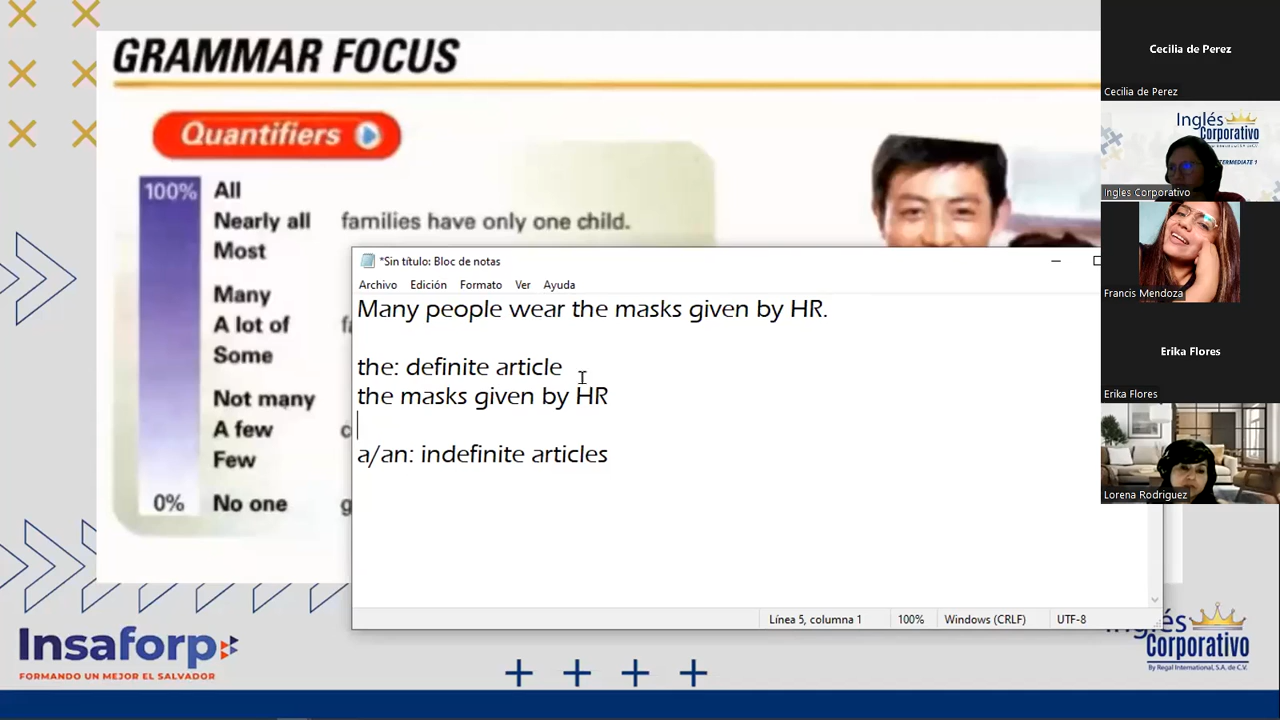 GRAMMAR FOCUS
Quantifiers
100% All
Nearly all families have only one child.
Most
Many
A lot of
Some
Not many
A few c
Few
0% No one g
*Sin título: Bloc de notas
Archivo Edición Formato Ver Ayuda
Many people wear the masks given by HR.
the: definite article
the masks given by HR
a/an: indefinite articles
Línea 5, columna 1 100% Windows (CRLF) UTF-8
Cecilia de Perez
Cecilia de Perez
Inglés
Corporativo
INTERMEDIATE 1
Ingles Corporativo
Francis Mendoza
Erika Flores
Erika Flores
Lorena Rodriguez
Insaforp
FORMANDO UN MEJOR EL SALVADOR
Inglés
Corporativo
By Regal International, S.A. de C.V.